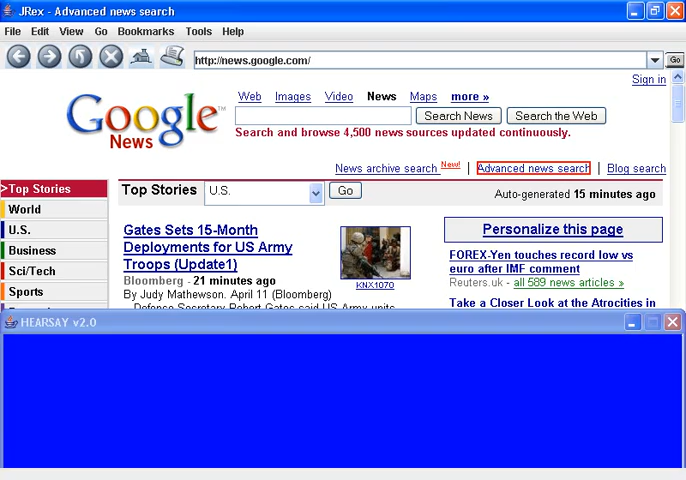 JRex - Advanced news search
File Edit View Go Bookmarks Tools Help
http://news.google.com/ Go
Sign in
Web Images Video News Maps more »
Google™
News
Search News Search the Web
Search and browse 4,500 news sources updated continuously.
News archive search New! | Advanced news search | Blog search
>Top Stories
World
U.S.
Business
Sci/Tech
Sports
Top Stories U.S. Go
Auto-generated 15 minutes ago
Gates Sets 15-Month
Deployments for US Army
Troops (Update1)
Bloomberg - 21 minutes ago
By Judy Mathewson. April 11 (Bloomberg)
Defense Secretary Robert Gates said US Army units
KNX1070
Personalize this page
FOREX-Yen touches record low vs
euro after IMF comment
Reuters.uk - all 589 news articles »
Take a Closer Look at the Atrocities in
HEARSAY v2.0